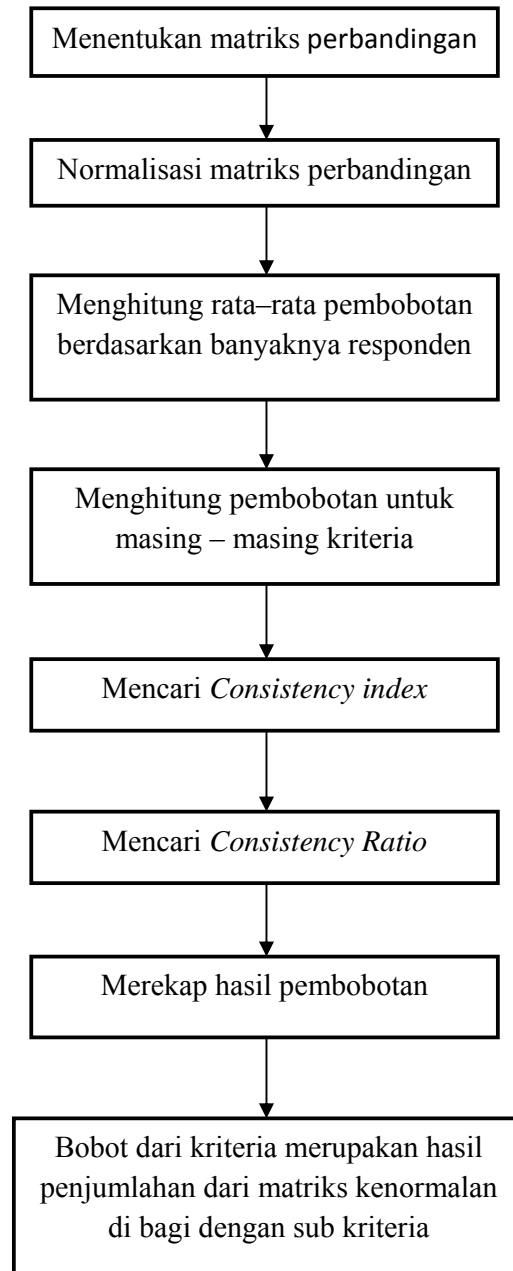 Menentukan matriks perbandingan
Normalisasi matriks perbandingan
Menghitung rata–rata pembobotan
berdasarkan banyaknya responden
Menghitung pembobotan untuk
masing – masing kriteria
Mencari Consistency index
Mencari Consistency Ratio
Merekap hasil pembobotan
Bobot dari kriteria merupakan hasil
penjumlahan dari matriks kenormalan
di bagi dengan sub kriteria